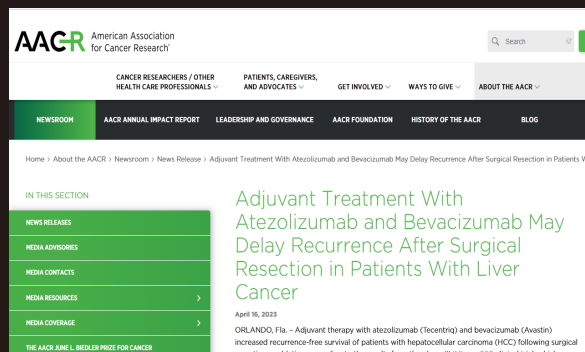 AACR American Association
for Cancer Research
Search
CANCER RESEARCHERS / OTHER
HEALTH CARE PROFESSIONALS
PATIENTS, CAREGIVERS,
AND ADVOCATES
GET INVOLVED
WAYS TO GIVE
ABOUT THE AACR
NEWSROOM
AACR ANNUAL IMPACT REPORT
LEADERSHIP AND GOVERNANCE
AACR FOUNDATION
HISTORY OF THE AACR
BLOG
Home > About the AACR > Newsroom > News Release > Adjuvant Treatment With Atezolizumab and Bevacizumab May Delay Recurrence After Surgical Resection in Patients W
IN THIS SECTION
NEWS RELEASES
MEDIA ADVISORIES
MEDIA CONTACTS
MEDIA RESOURCES >
MEDIA COVERAGE >
THE AACR JUNE L. BIEDLER PRIZE FOR CANCER
Adjuvant Treatment With
Atezolizumab and Bevacizumab May
Delay Recurrence After Surgical
Resection in Patients With Liver
Cancer
April 16, 2023
ORLANDO, Fla. – Adjuvant therapy with atezolizumab (Tecentriq) and bevacizumab (Avastin)
increased recurrence-free survival of patients with hepatocellular carcinoma (HCC) following surgical